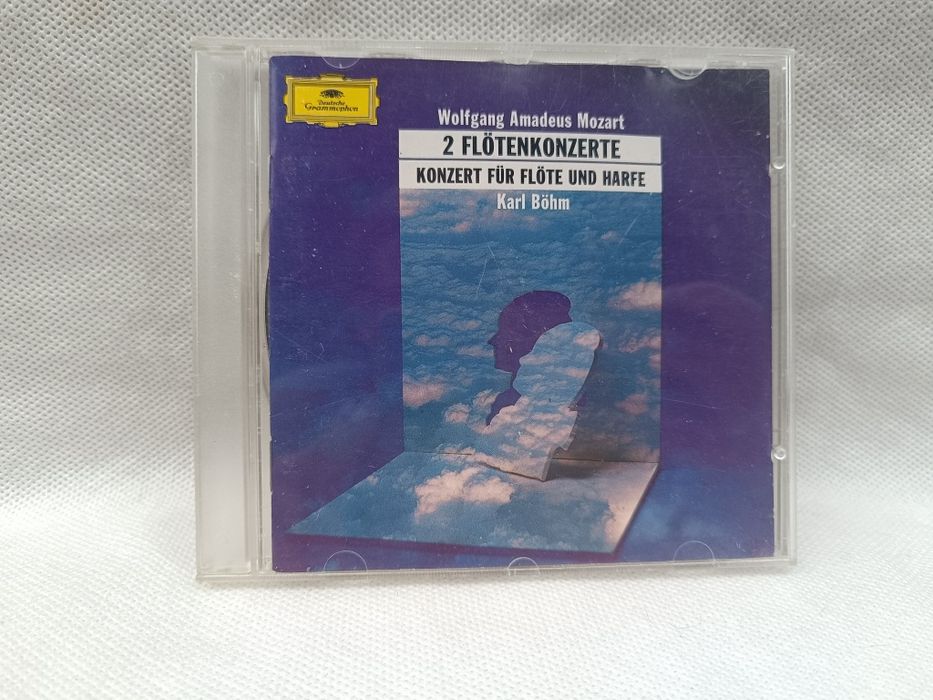 Deutsche
Grammophon
Wolfgang Amadeus Mozart
2 FLÖTENKONZERTE
KONZERT FÜR FLÖTE UND HARFE
Karl Böhm